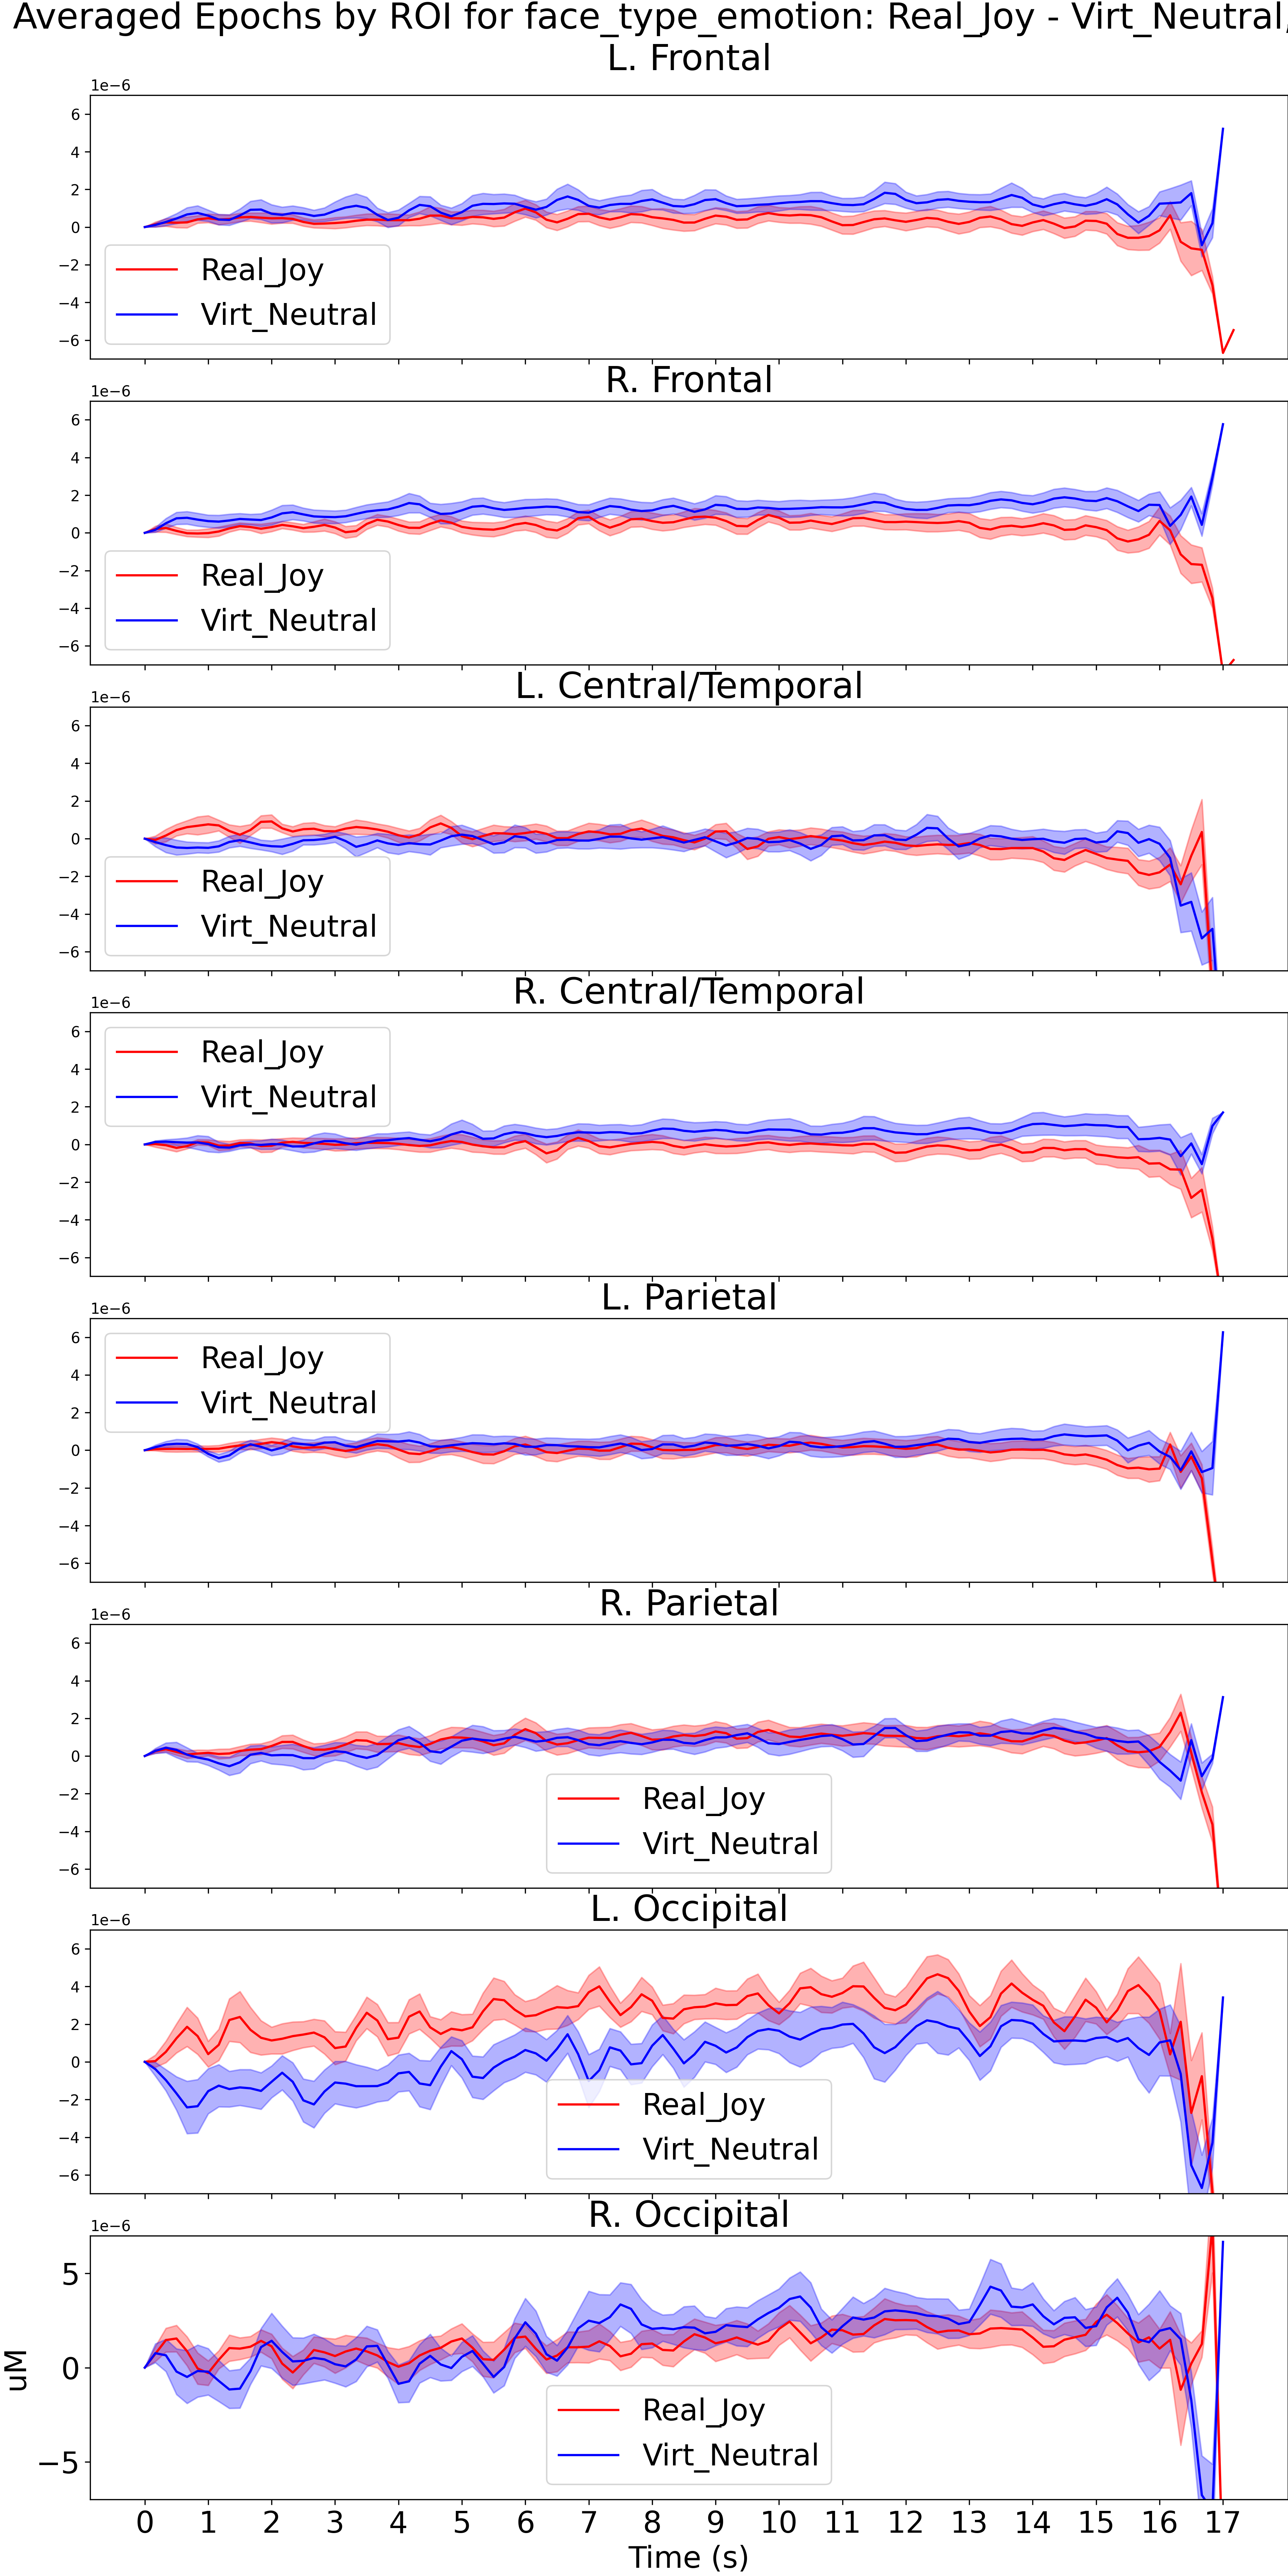 Averaged Epochs by ROI for face_type_emotion: Real_Joy - Virt_Neutral,
L. Frontal
1e−6
6
4
2
0
−2
−4
−6
Real_Joy
Virt_Neutral
R. Frontal
1e−6
6
4
2
0
−2
−4
−6
Real_Joy
Virt_Neutral
L. Central/Temporal
1e−6
6
4
2
0
−2
−4
−6
Real_Joy
Virt_Neutral
R. Central/Temporal
1e−6
6
4
2
0
−2
−4
−6
Real_Joy
Virt_Neutral
L. Parietal
1e−6
6
4
2
0
−2
−4
−6
Real_Joy
Virt_Neutral
R. Parietal
1e−6
6
4
2
0
−2
−4
−6
Real_Joy
Virt_Neutral
L. Occipital
1e−6
6
4
2
0
−2
−4
−6
Real_Joy
Virt_Neutral
R. Occipital
1e−6
5
0
−5
uM
Real_Joy
Virt_Neutral
0 1 2 3 4 5 6 7 8 9 10 11 12 13 14 15 16 17
Time (s)